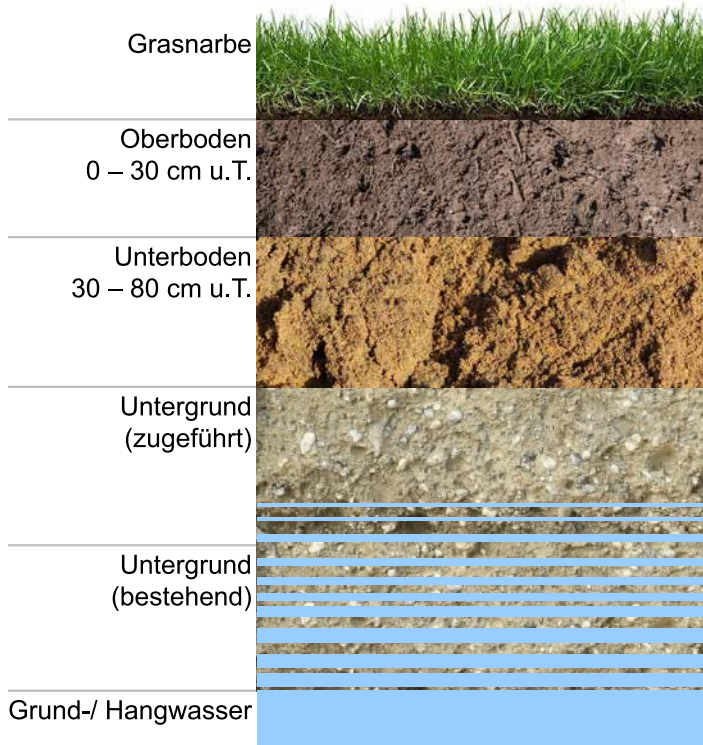 Grasnarbe
Oberboden
0 – 30 cm u.T.
Unterboden
30 – 80 cm u.T.
Untergrund
(zugeführt)
Untergrund
(bestehend)
Grund-/ Hangwasser